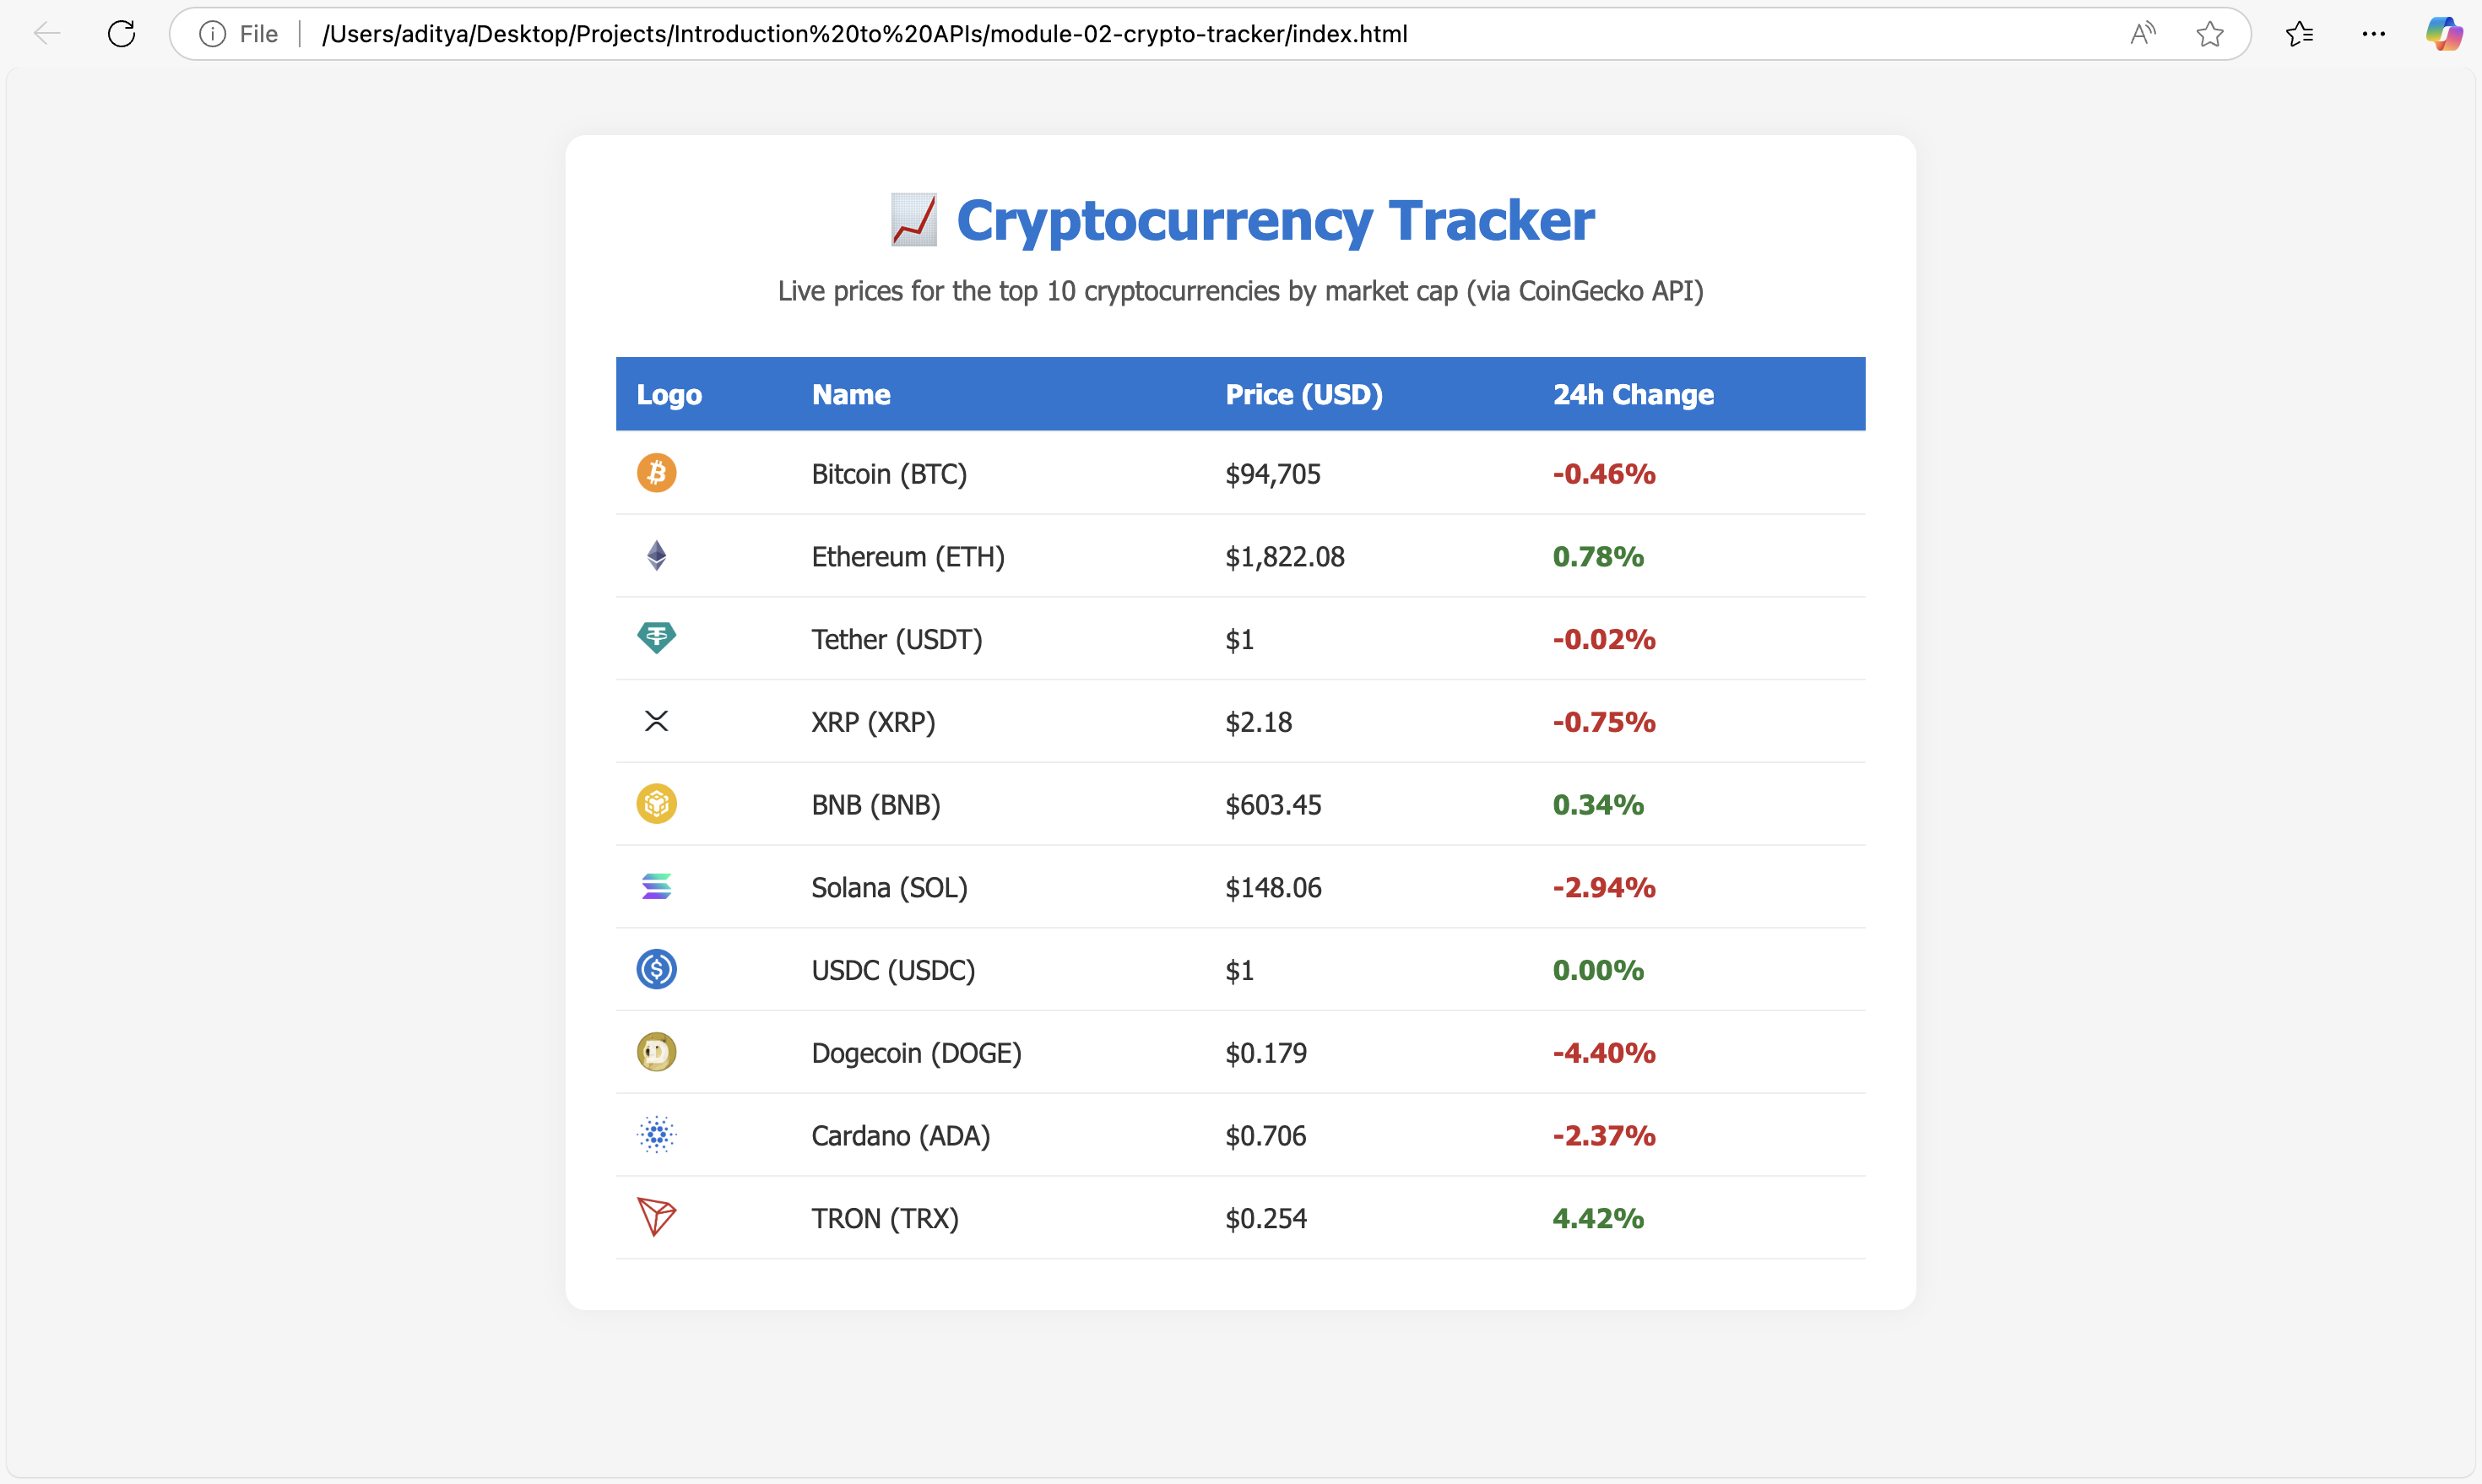 File
/Users/aditya/Desktop/Projects/Introduction%20to%20APIs/module-02-crypto-tracker/index.html
📈 Cryptocurrency Tracker
Live prices for the top 10 cryptocurrencies by market cap (via CoinGecko API)
Logo Name Price (USD) 24h Change
Bitcoin (BTC) $94,705 -0.46%
Ethereum (ETH) $1,822.08 0.78%
Tether (USDT) $1 -0.02%
XRP (XRP) $2.18 -0.75%
BNB (BNB) $603.45 0.34%
Solana (SOL) $148.06 -2.94%
USDC (USDC) $1 0.00%
Dogecoin (DOGE) $0.179 -4.40%
Cardano (ADA) $0.706 -2.37%
TRON (TRX) $0.254 4.42%